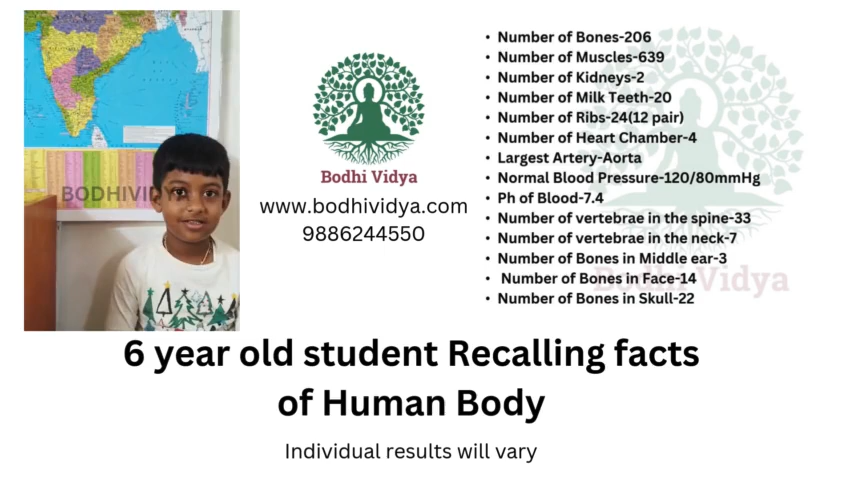 BODHIVIDYA
Bodhi Vidya
www.bodhividya.com
9886244550
• Number of Bones-206
• Number of Muscles-639
• Number of Kidneys-2
• Number of Milk Teeth-20
• Number of Ribs-24(12 pair)
• Number of Heart Chamber-4
• Largest Artery-Aorta
• Normal Blood Pressure-120/80mmHg
• Ph of Blood-7.4
• Number of vertebrae in the spine-33
• Number of vertebrae in the neck-7
• Number of Bones in Middle ear-3
• Number of Bones in Face-14
• Number of Bones in Skull-22
Bodhi Vidya
6 year old student Recalling facts
of Human Body
Individual results will vary